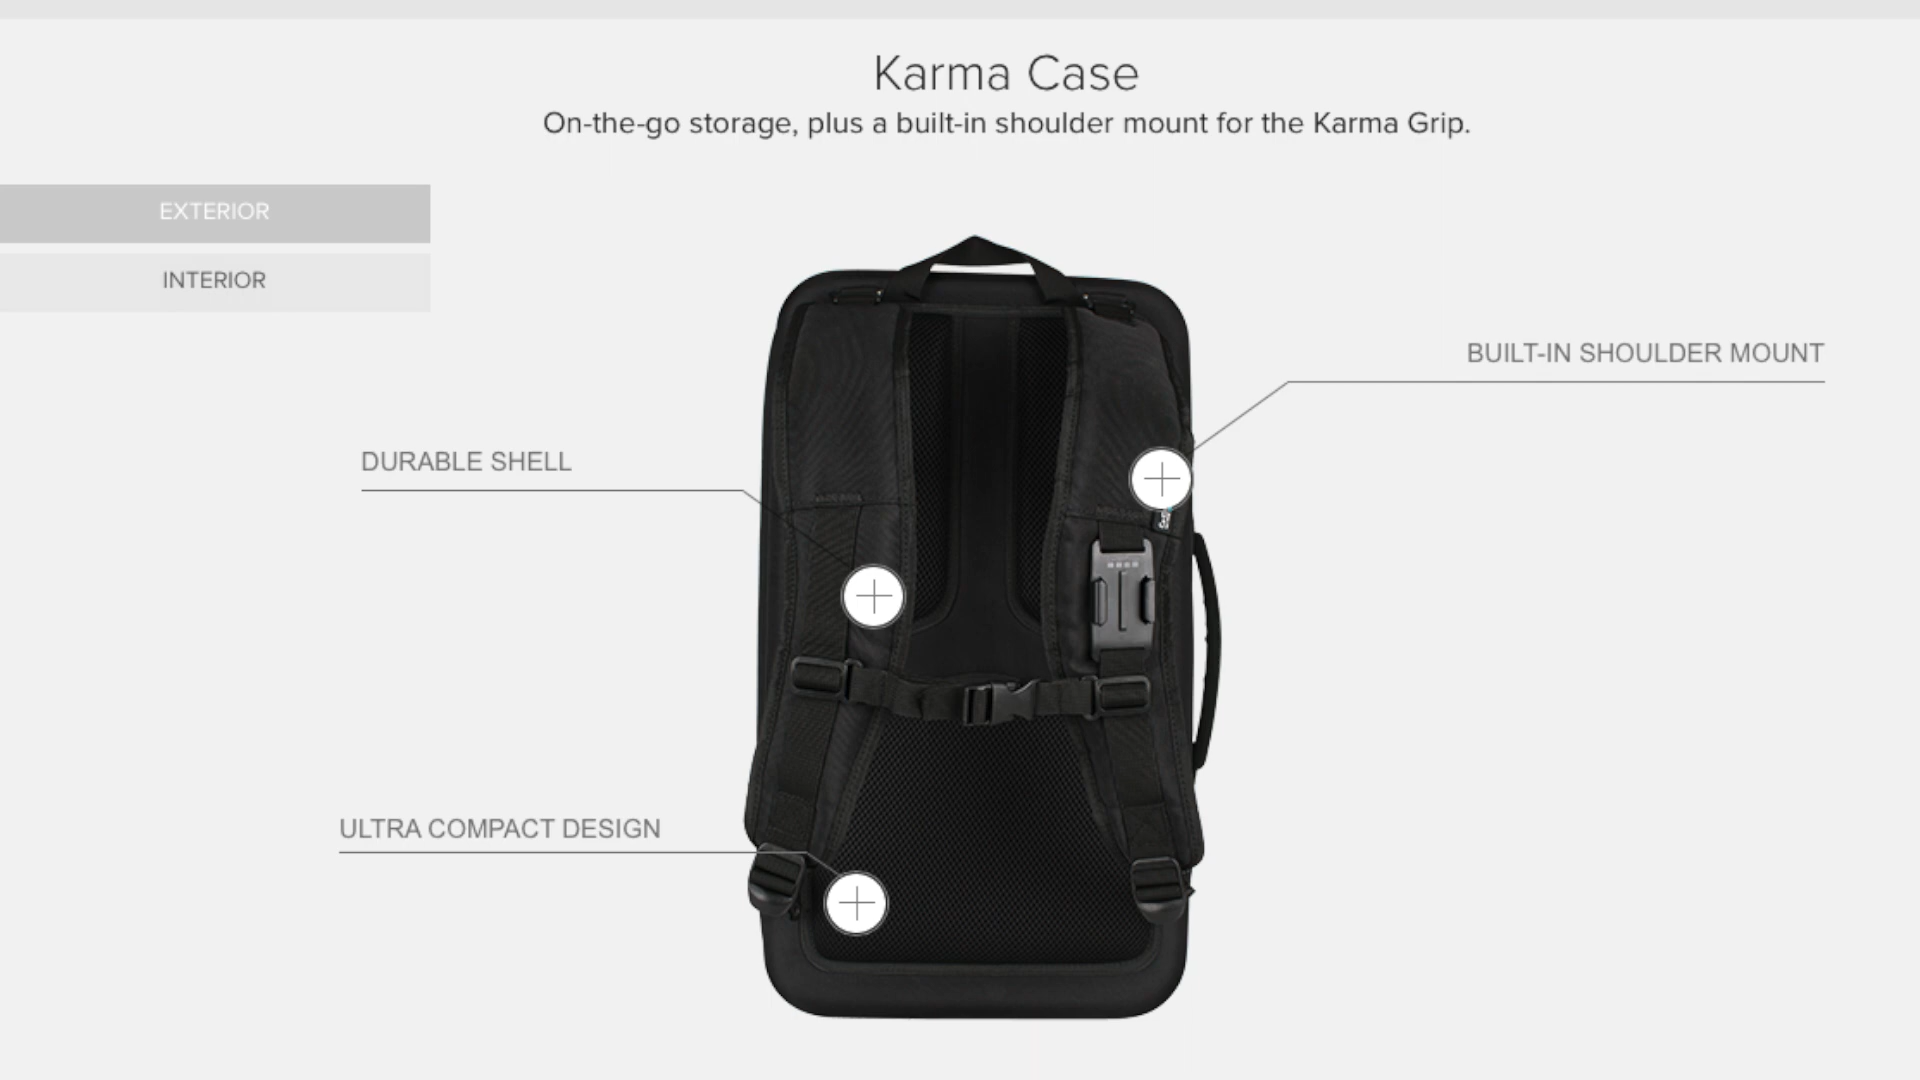 Karma Case
On-the-go storage, plus a built-in shoulder mount for the Karma Grip.
EXTERIOR
INTERIOR
BUILT-IN SHOULDER MOUNT
DURABLE SHELL
ULTRA COMPACT DESIGN